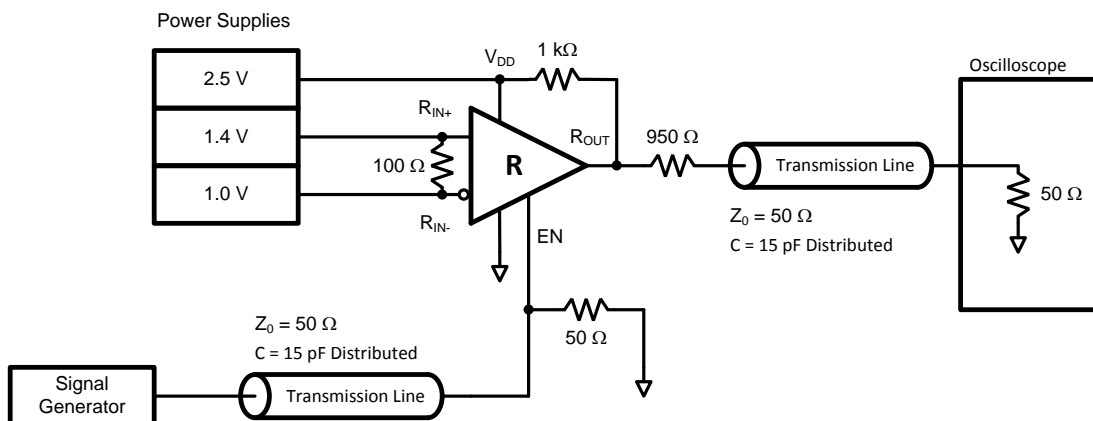 Power Supplies
2.5 V
1.4 V
1.0 V
V_DD
1 kΩ
R_IN+
100 Ω
R_IN-
R
R_OUT
EN
950 Ω
Transmission Line
Z_0 = 50 Ω
C = 15 pF Distributed
Oscilloscope
50 Ω
50 Ω
Z_0 = 50 Ω
C = 15 pF Distributed
Transmission Line
Signal
Generator